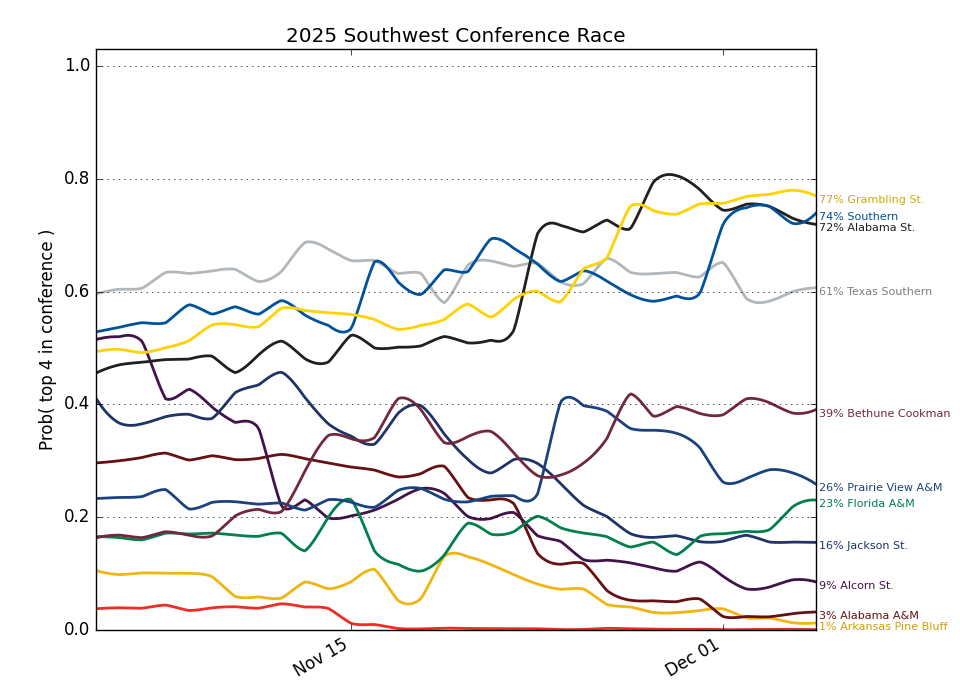 2025 Southwest Conference Race
Prob( top 4 in conference )
1.0
0.8
0.6
0.4
0.2
0.0
Nov 15
Dec 01
77% Grambling St.
74% Southern
72% Alabama St.
61% Texas Southern
39% Bethune Cookman
26% Prairie View A&M
23% Florida A&M
16% Jackson St.
9% Alcorn St.
3% Alabama A&M
1% Arkansas Pine Bluff